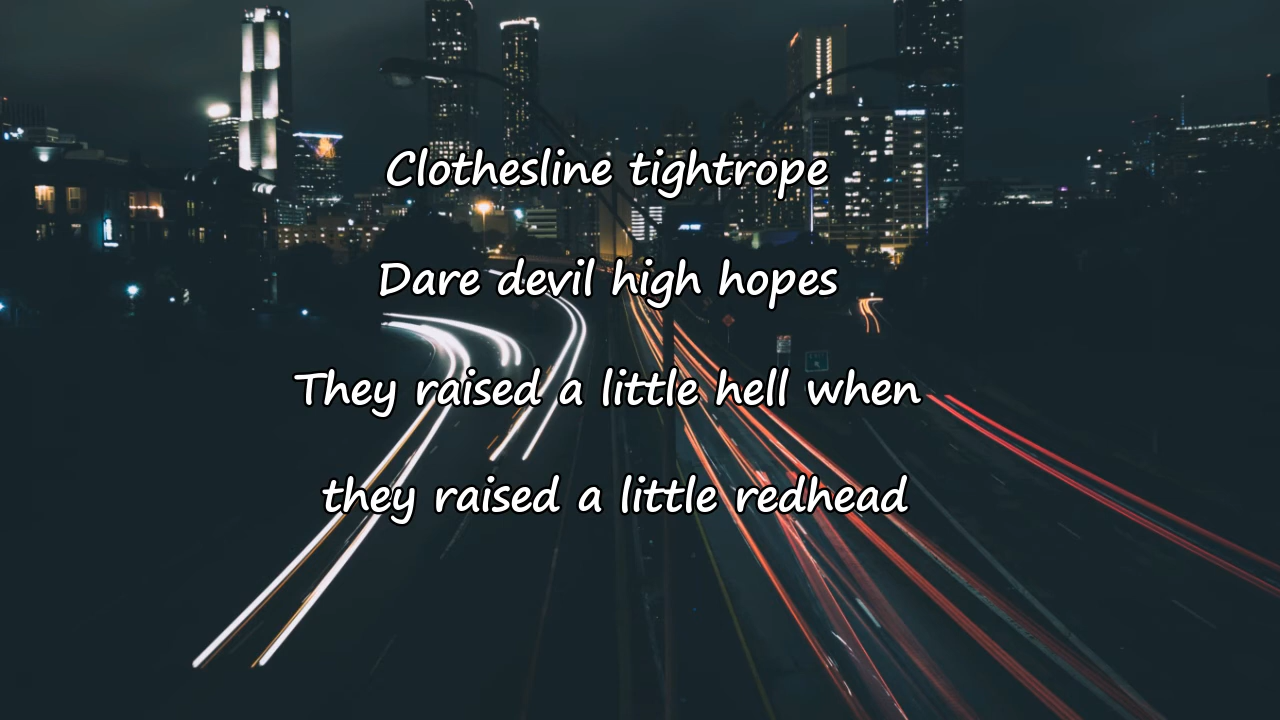 Clothesline tightrope
Dare devil high hopes
They raised a little hell when
they raised a little redhead